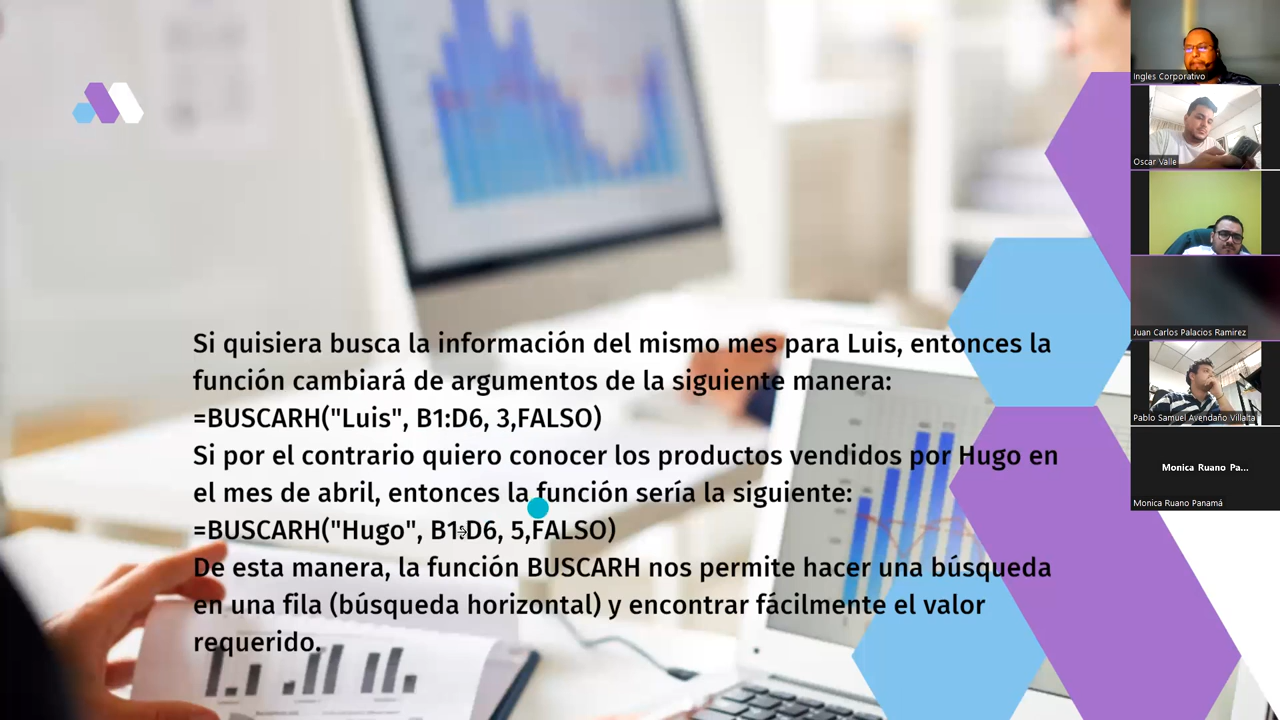 Si quisiera busca la información del mismo mes para Luis, entonces la
función cambiará de argumentos de la siguiente manera:
=BUSCARH("Luis", B1:D6, 3,FALSO)
Si por el contrario quiero conocer los productos vendidos por Hugo en
el mes de abril, entonces la función sería la siguiente:
=BUSCARH("Hugo", B1:D6, 5,FALSO)
De esta manera, la función BUSCARH nos permite hacer una búsqueda
en una fila (búsqueda horizontal) y encontrar fácilmente el valor
requerido.
Ingles Corporativo
Oscar Valle
Juan Carlos Palacios Ramirez
Pablo Samuel Avendaño Villalta
Monica Ruano Pa...
Monica Ruano Panamá